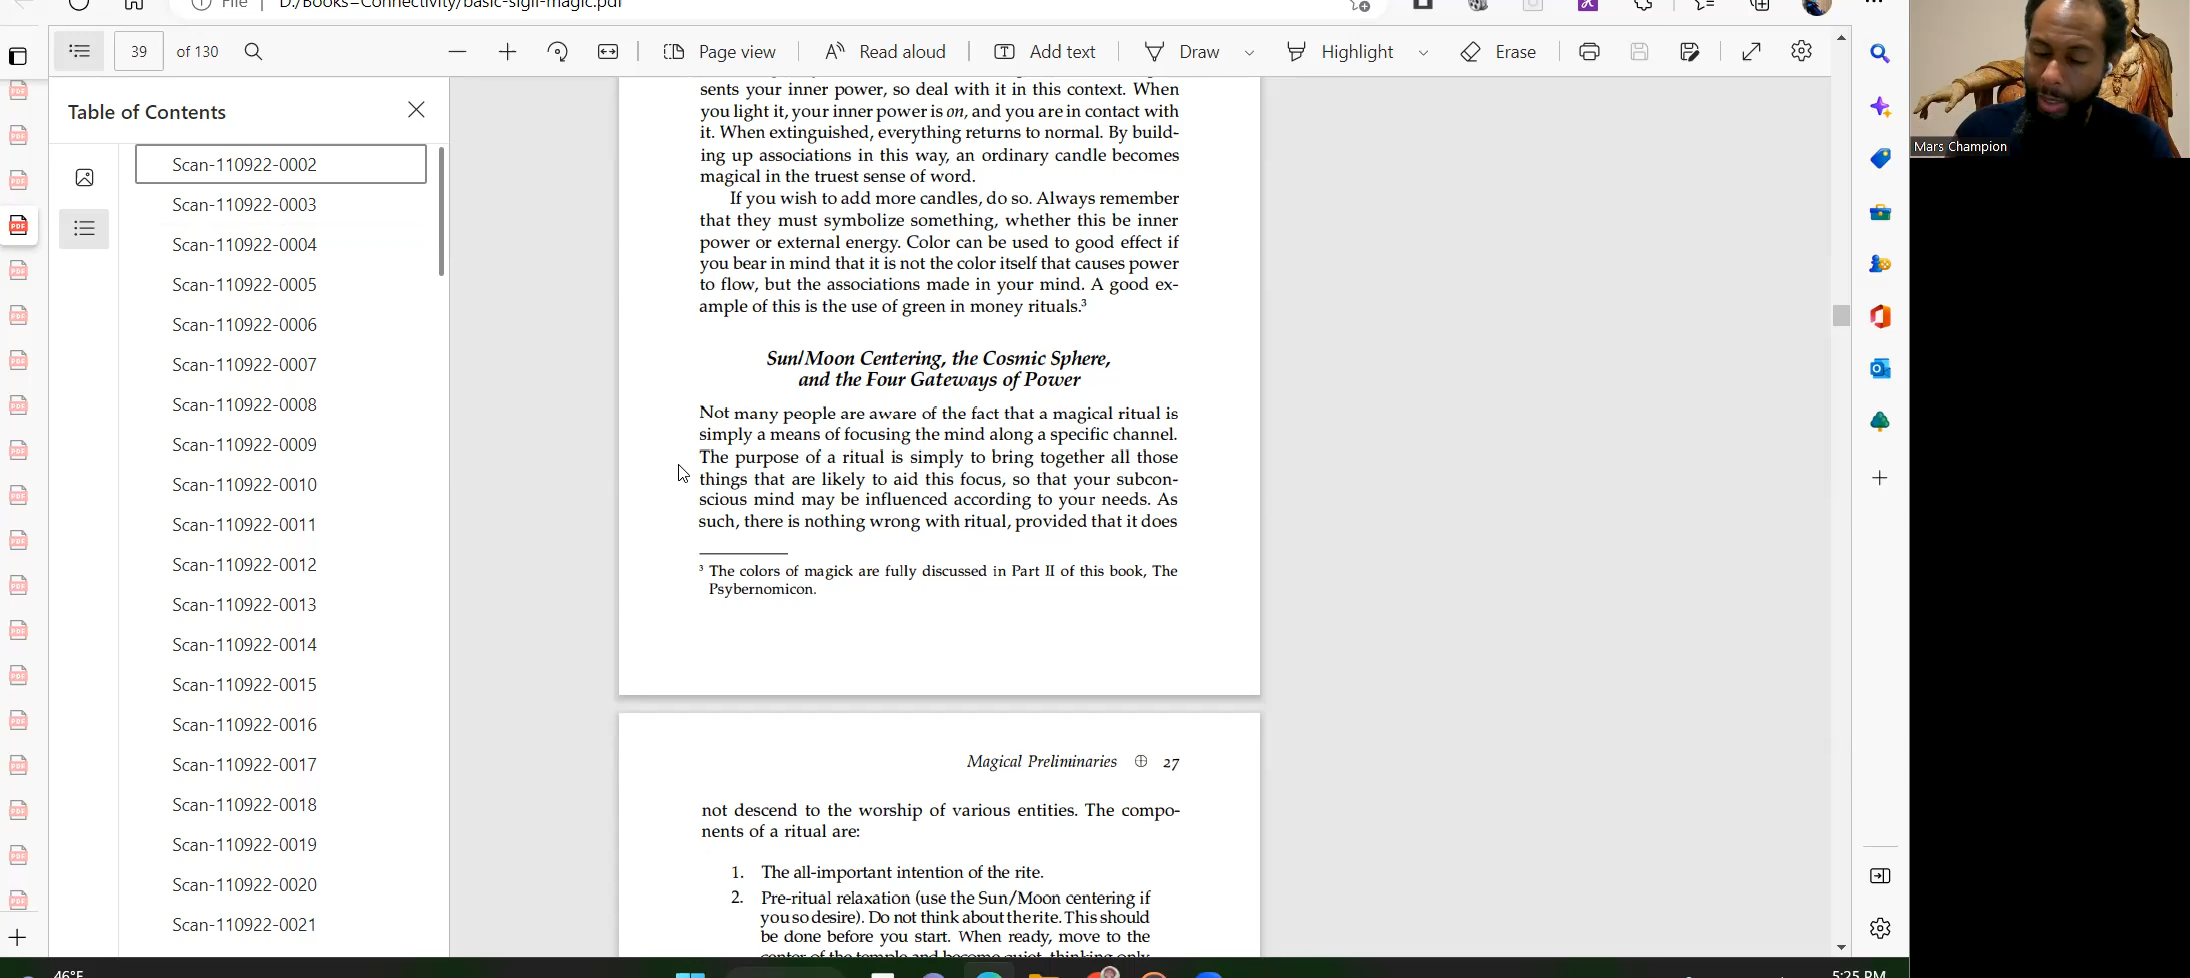 File | D:/Books=Connectivity/basic-sigil-magic.pdf
39 of 130
Page view
Read aloud
Add text
Draw
Highlight
Erase
Table of Contents
Scan-110922-0002
Scan-110922-0003
Scan-110922-0004
Scan-110922-0005
Scan-110922-0006
Scan-110922-0007
Scan-110922-0008
Scan-110922-0009
Scan-110922-0010
Scan-110922-0011
Scan-110922-0012
Scan-110922-0013
Scan-110922-0014
Scan-110922-0015
Scan-110922-0016
Scan-110922-0017
Scan-110922-0018
Scan-110922-0019
Scan-110922-0020
Scan-110922-0021
sents your inner power, so deal with it in this context. When
you light it, your inner power is on, and you are in contact with
it. When extinguished, everything returns to normal. By build-
ing up associations in this way, an ordinary candle becomes
magical in the truest sense of word.
If you wish to add more candles, do so. Always remember
that they must symbolize something, whether this be inner
power or external energy. Color can be used to good effect if
you bear in mind that it is not the color itself that causes power
to flow, but the associations made in your mind. A good ex-
ample of this is the use of green in money rituals.³
Sun/Moon Centering, the Cosmic Sphere,
and the Four Gateways of Power
Not many people are aware of the fact that a magical ritual is
simply a means of focusing the mind along a specific channel.
The purpose of a ritual is simply to bring together all those
things that are likely to aid this focus, so that your subcon-
scious mind may be influenced according to your needs. As
such, there is nothing wrong with ritual, provided that it does
³ The colors of magick are fully discussed in Part II of this book, The
Psybernomicon.
Magical Preliminaries ⊕ 27
not descend to the worship of various entities. The compo-
nents of a ritual are:
1. The all-important intention of the rite.
2. Pre-ritual relaxation (use the Sun/Moon centering if
you so desire). Do not think about the rite. This should
be done before you start. When ready, move to the
center of the temple and become quiet, thinking only
Mars Champion
46°F
5:25 PM